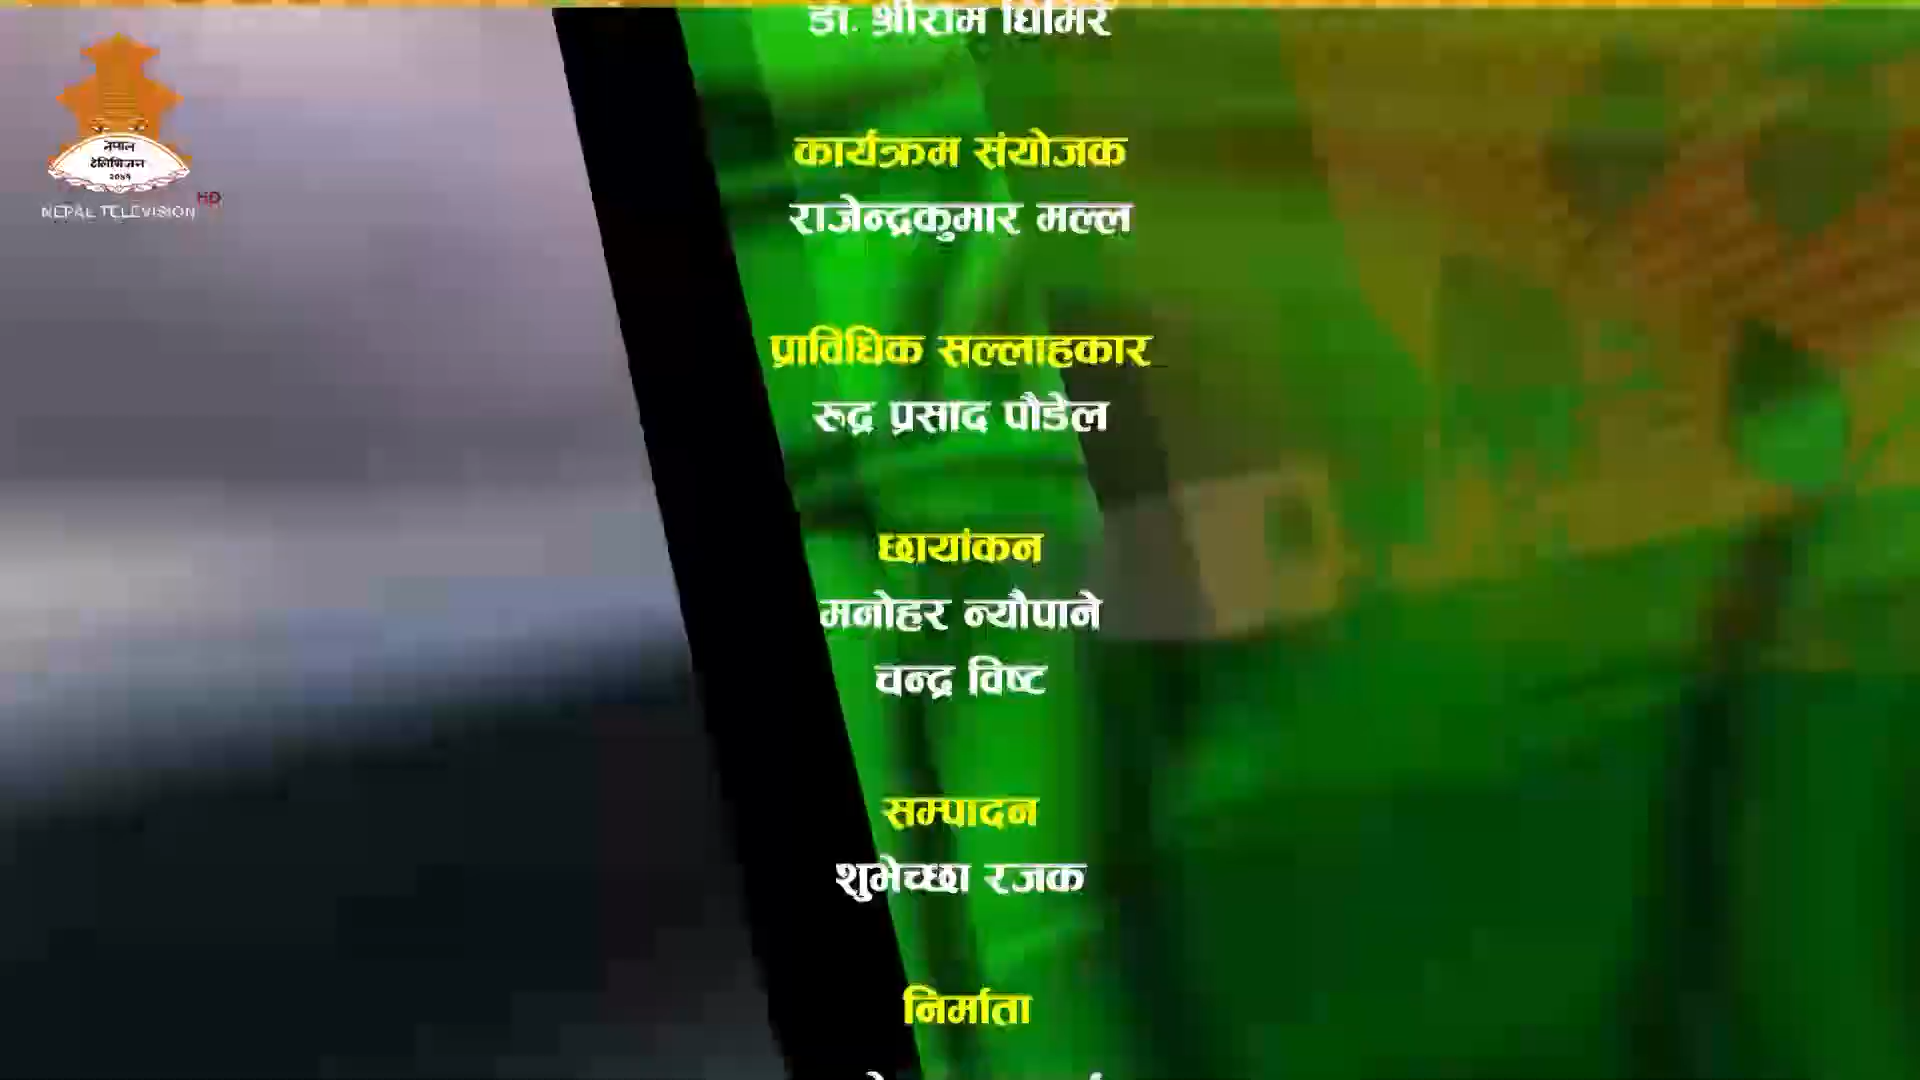 डा. श्रीराम घिमिरे
नेपाल
टेलिभिजन
२०४१
HD
NEPAL TELEVISION
कार्यक्रम संयोजक
राजेन्द्रकुमार मल्ल
प्राविधिक सल्लाहकार
रुद्र प्रसाद पौडेल
छायांकन
मनोहर न्यौपाने
चन्द्र विष्ट
सम्पादन
शुभेच्छा रजक
निर्माता